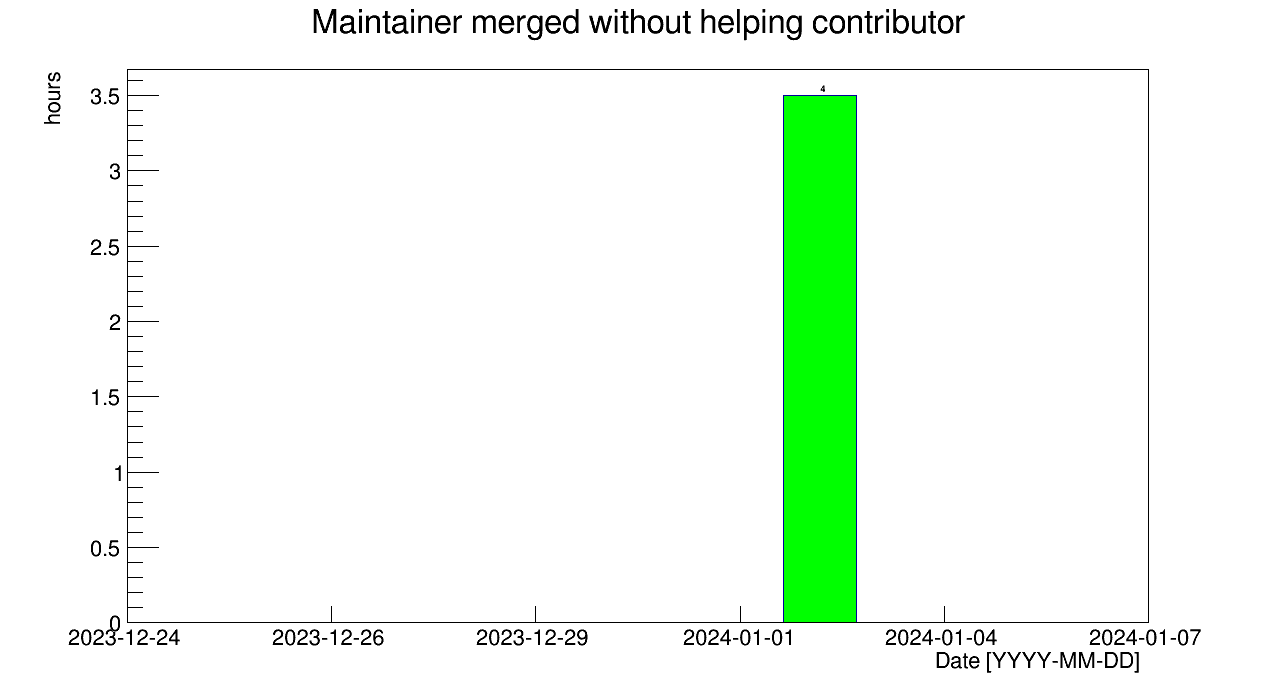 Maintainer merged without helping contributor
hours
3.5
3
2.5
2
1.5
1
0.5
0
4
2023-12-24 2023-12-26 2023-12-29 2024-01-01 2024-01-04 2024-01-07
Date [YYYY-MM-DD]